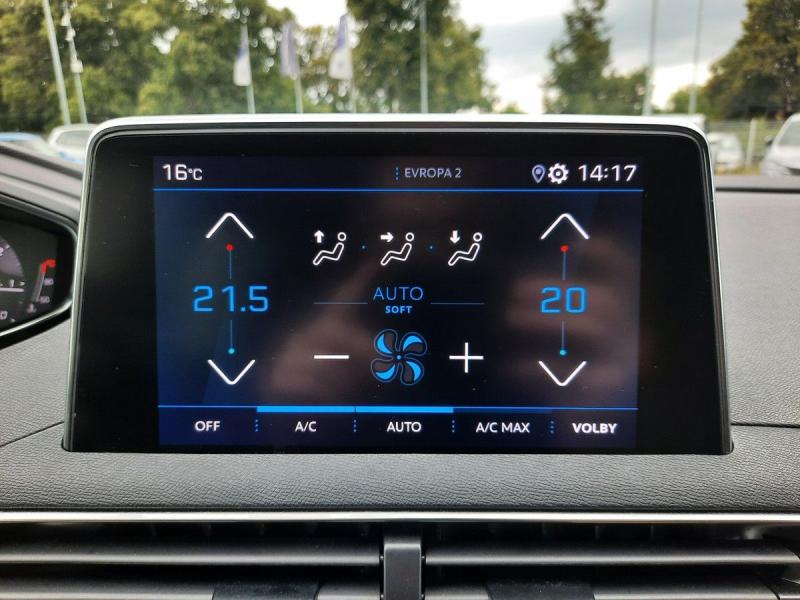 16°C
EVROPA 2
14:17
21.5
AUTO
SOFT
20
OFF
A/C
AUTO
A/C MAX
VOLBY